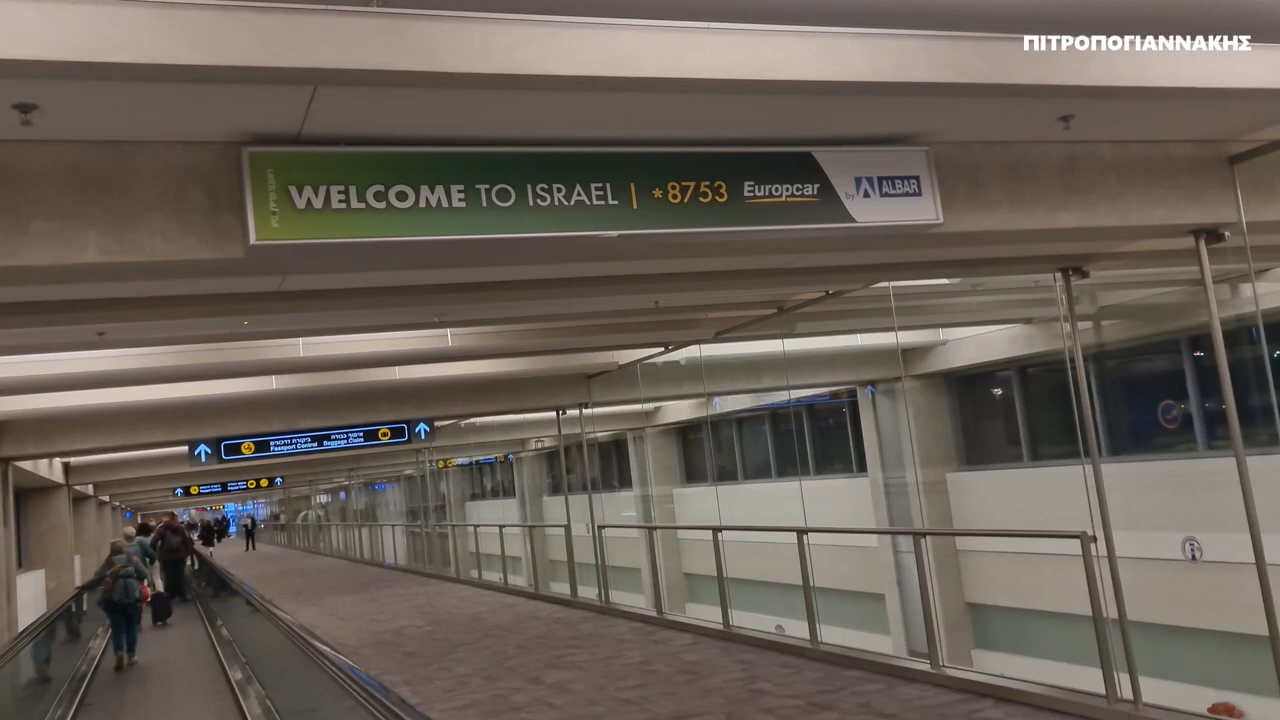 ΠΙΤΡΟΠΟΓΙΑΝΝΑΚΗΣ
WELCOME TO ISRAEL | *8753 Europcar by ALBAR
ביקורת דרכונים איסוף כבודה
Passport Control Baggage Claim